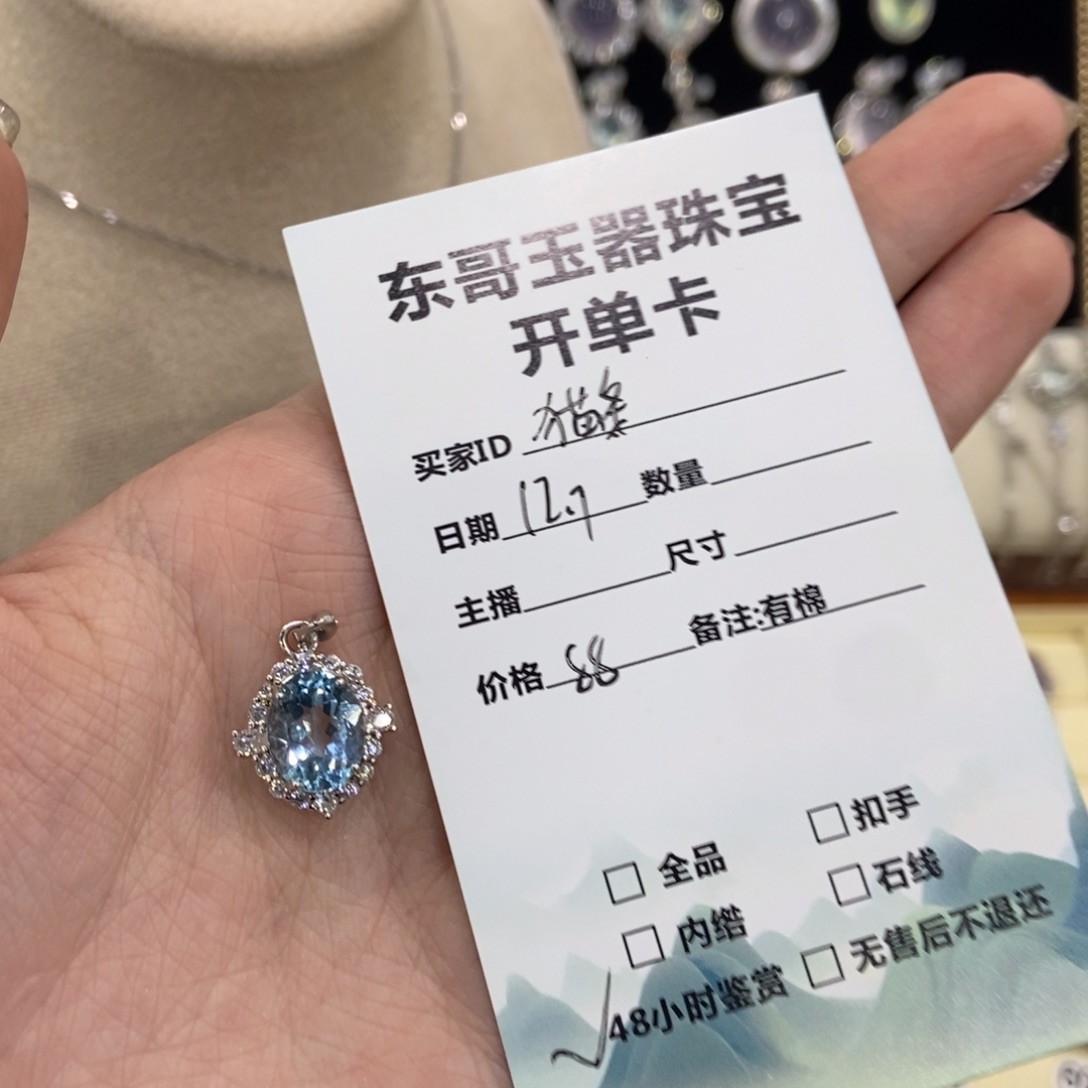 东哥玉器珠宝
开单卡
买家ID 猫条
日期 12.7 数量
主播 尺寸
价格 88 备注:有棉
□ 全品 □ 扣手
□ 内绺 □ 石线
√48小时鉴赏 □ 无售后不退还